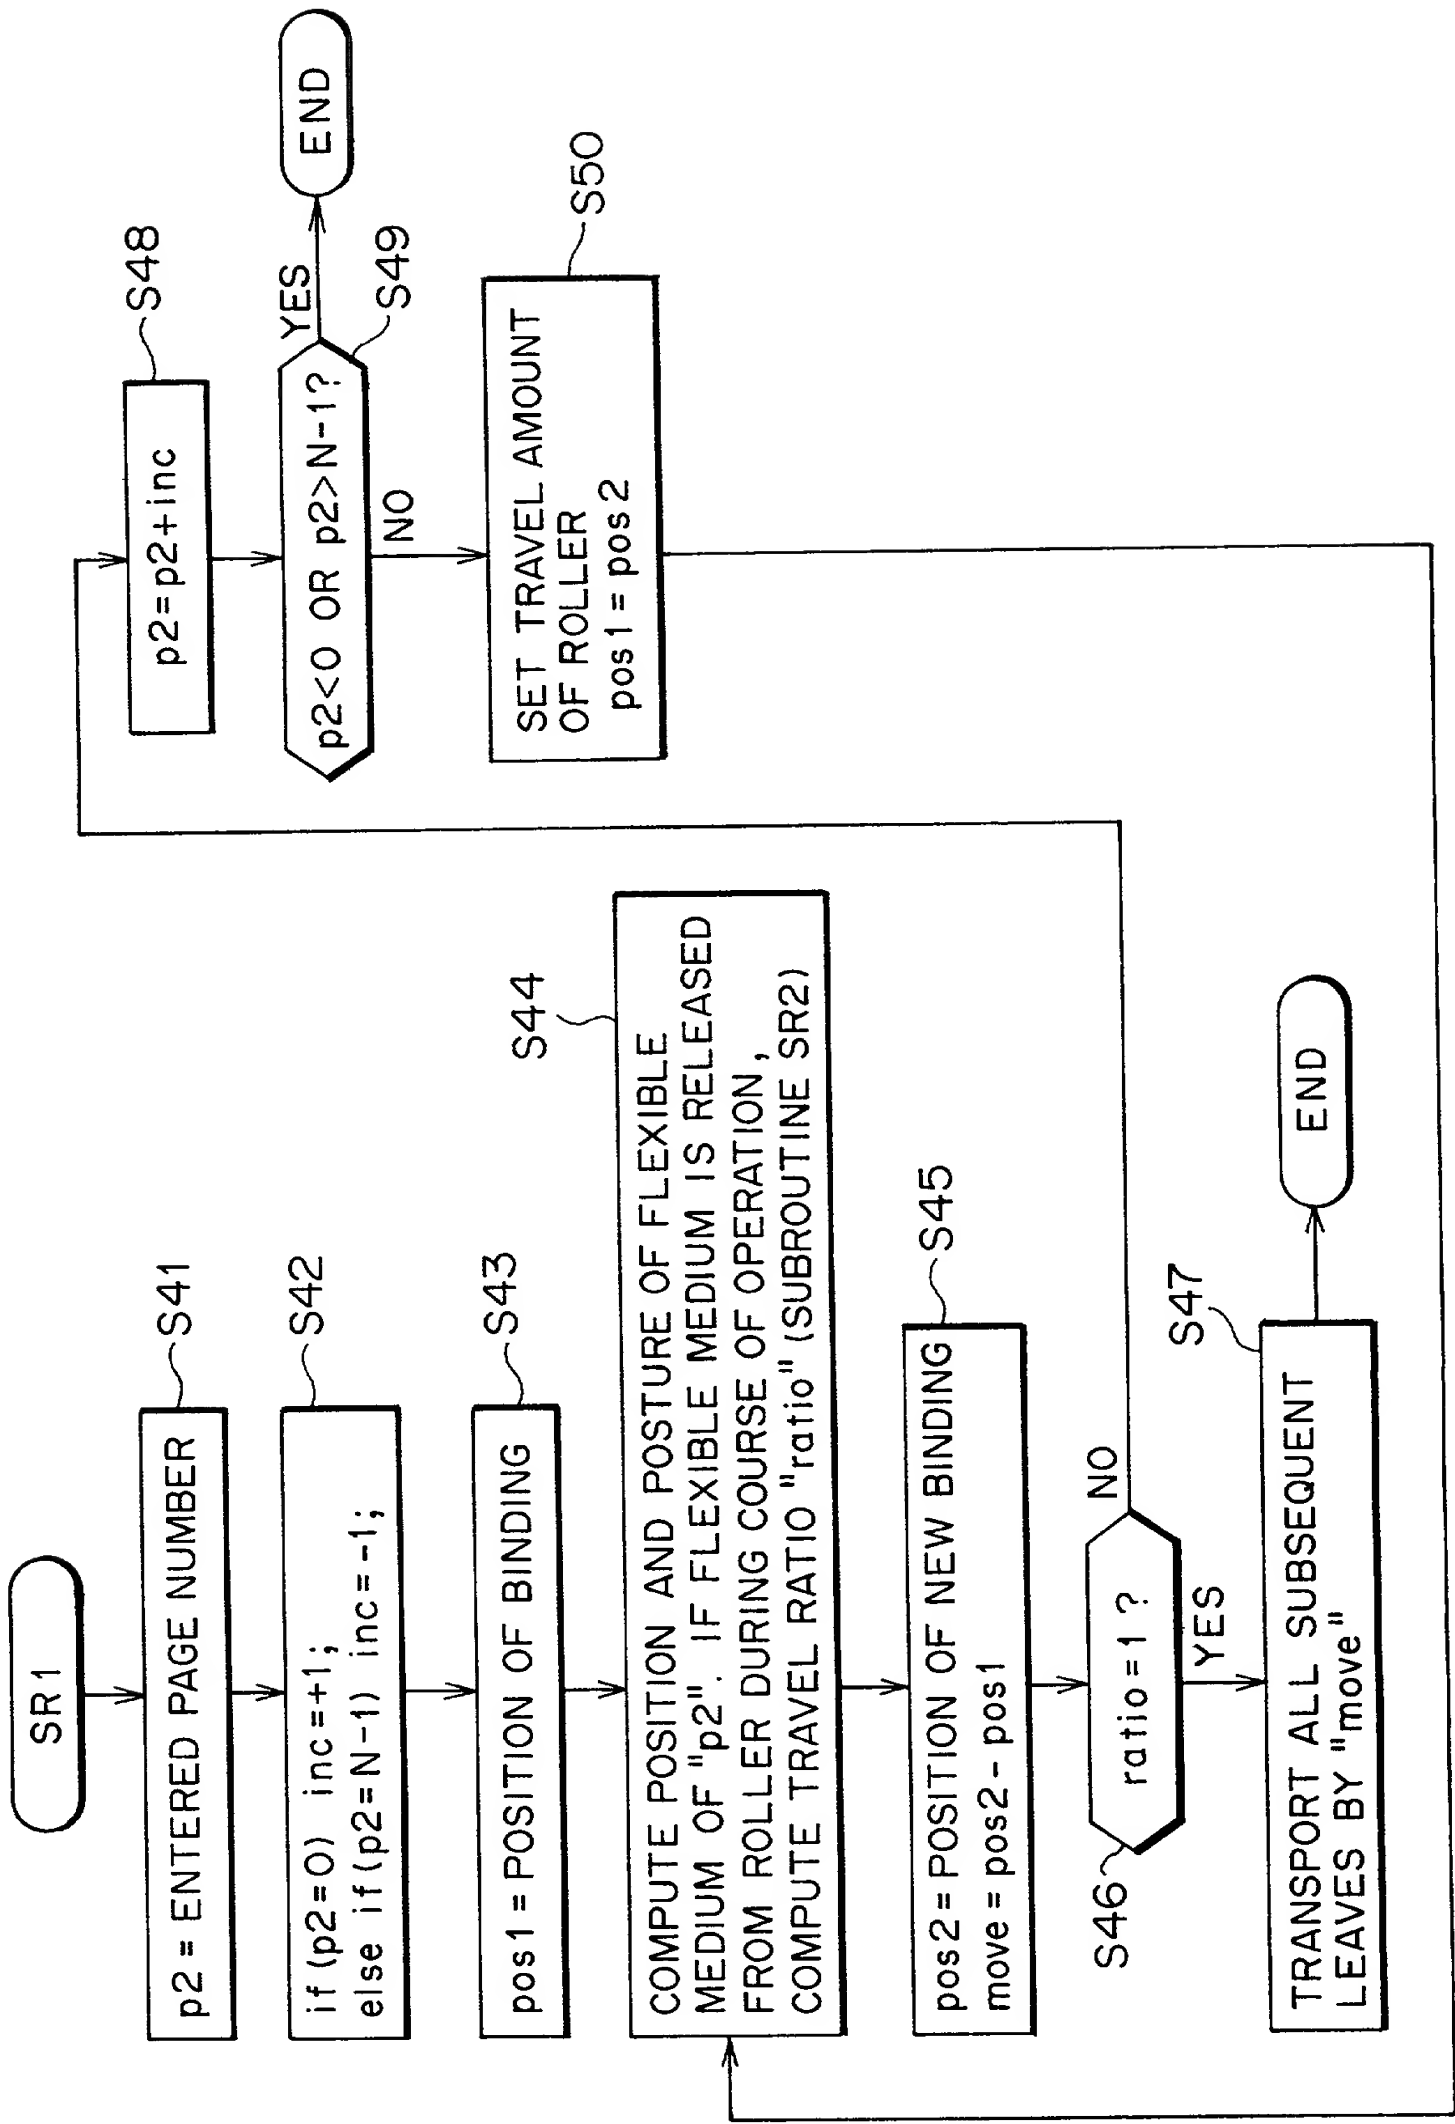 SR1
p2 = ENTERED PAGE NUMBER
S41
if (p2=0) inc=+1;
else if(p2=N-1) inc=-1;
S42
pos1 = POSITION OF BINDING
S43
COMPUTE POSITION AND POSTURE OF FLEXIBLE
MEDIUM OF "p2". IF FLEXIBLE MEDIUM IS RELEASED
FROM ROLLER DURING COURSE OF OPERATION,
COMPUTE TRAVEL RATIO "ratio" (SUBROUTINE SR2)
S44
pos2 = POSITION OF NEW BINDING
move = pos2 - pos1
S45
ratio=1 ?
S46
NO
YES
TRANSPORT ALL SUBSEQUENT
LEAVES BY "move"
S47
END
p2=p2+inc
S48
p2<0 OR p2>N-1?
S49
YES
END
NO
SET TRAVEL AMOUNT
OF ROLLER
pos1 = pos2
S50